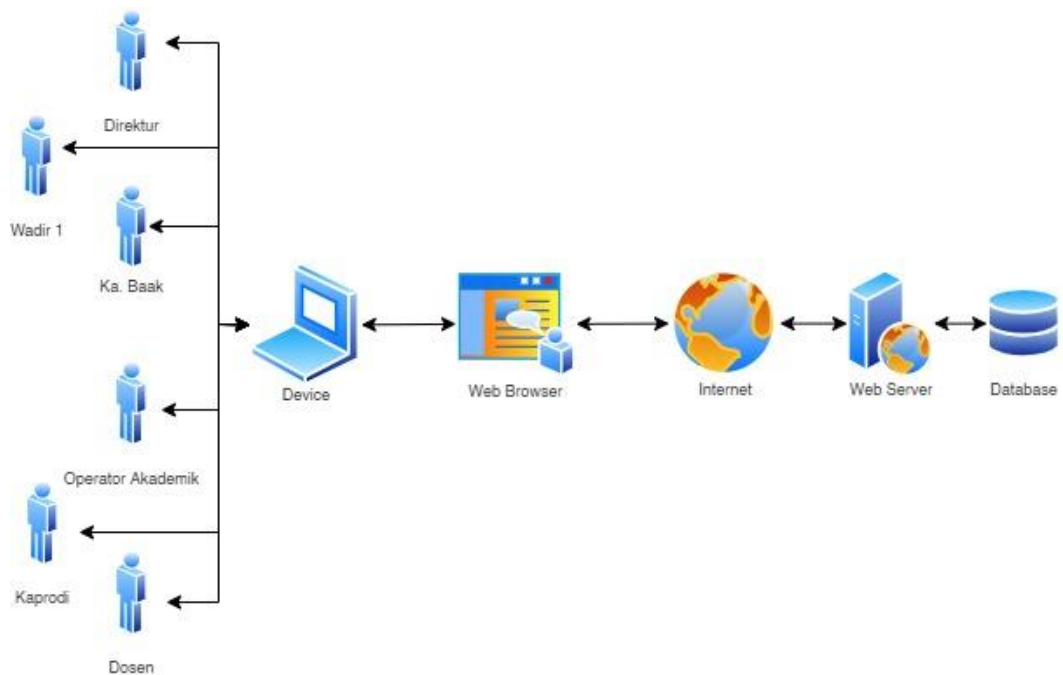 Direktur
Wadir 1
Ka. Baak
Device
Web Browser
Internet
Web Server
Database
Operator Akademik
Kaprodi
Dosen